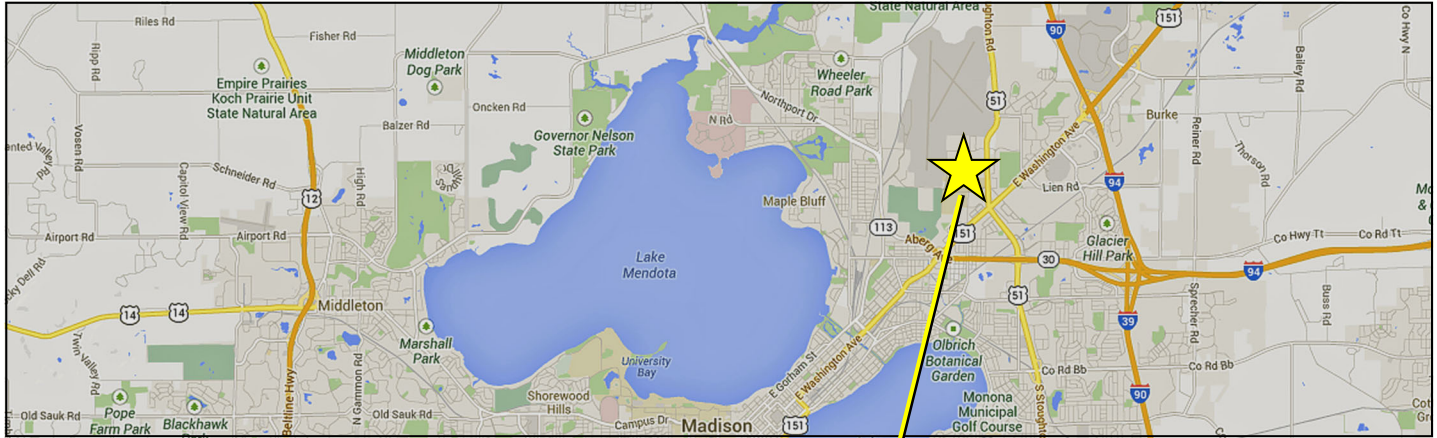 State Natural Area
Riles Rd
Fisher Rd
Ripp Rd
Middleton
Dog Park
Empire Prairies
Koch Prairie Unit
State Natural Area
Oncken Rd
Balzer Rd
Vosen Rd
Governor Nelson
State Park
Schneider Rd
Capitol View Rd
High Rd
12
Airport Rd
Airport Rd
14
14
Middleton
Marshall
Park
Lake
Mendota
University
Bay
Shorewood
Hills
Campus Dr
Madison
Old Sauk Rd
Old Sauk Rd
Pope
Farm Park
Blackhawk
Twin Valley Rd
Beltline Hwy
N Gammon Rd
N Rd
Northport Dr
Wheeler
Road Park
Maple Bluff
113
Aberg Ave
151
E Gorham St
E Washington Ave
151
Olbrich
Botanical
Garden
Monona
Municipal
Golf Course
51
51
30
E Washington Ave
Lien Rd
Glacier
Hill Park
90
151
94
39
90
94
Burke
Reiner Rd
Thorson Rd
Bailey Rd
Co Hwy N
Co Hwy Tt
Co Rd Tt
Sprecher Rd
Buss Rd
Co Rd Bb
Co Rd Bb